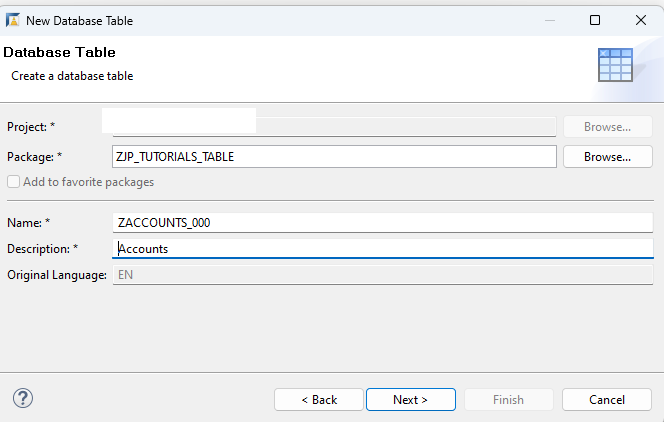 New Database Table
Database Table
Create a database table
Project: *
Browse...
Package: * ZJP_TUTORIALS_TABLE Browse...
Add to favorite packages
Name: * ZACCOUNTS_000
Description: * Accounts
Original Language: EN
? < Back Next > Finish Cancel